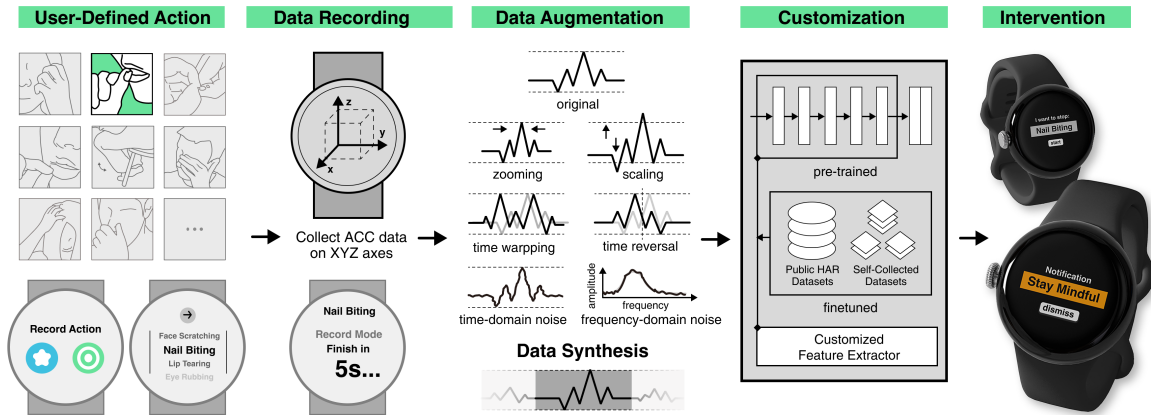 User-Defined Action
Data Recording
Data Augmentation
Customization
Intervention
Record Action
Face Scratching
Nail Biting
Lip Tearing
Eye Rubbing
z
y
x
Collect ACC data
on XYZ axes
Nail Biting
Record Mode
Finish in
5s...
original
zooming
scaling
time warpping
time reversal
time-domain noise
amplitude
frequency
frequency-domain noise
Data Synthesis
pre-trained
Public HAR
Datasets
Self-Collected
Datasets
finetuned
Customized
Feature Extractor
I want to stop:
Nail Biting
start
Notification
Stay Mindful
dismiss